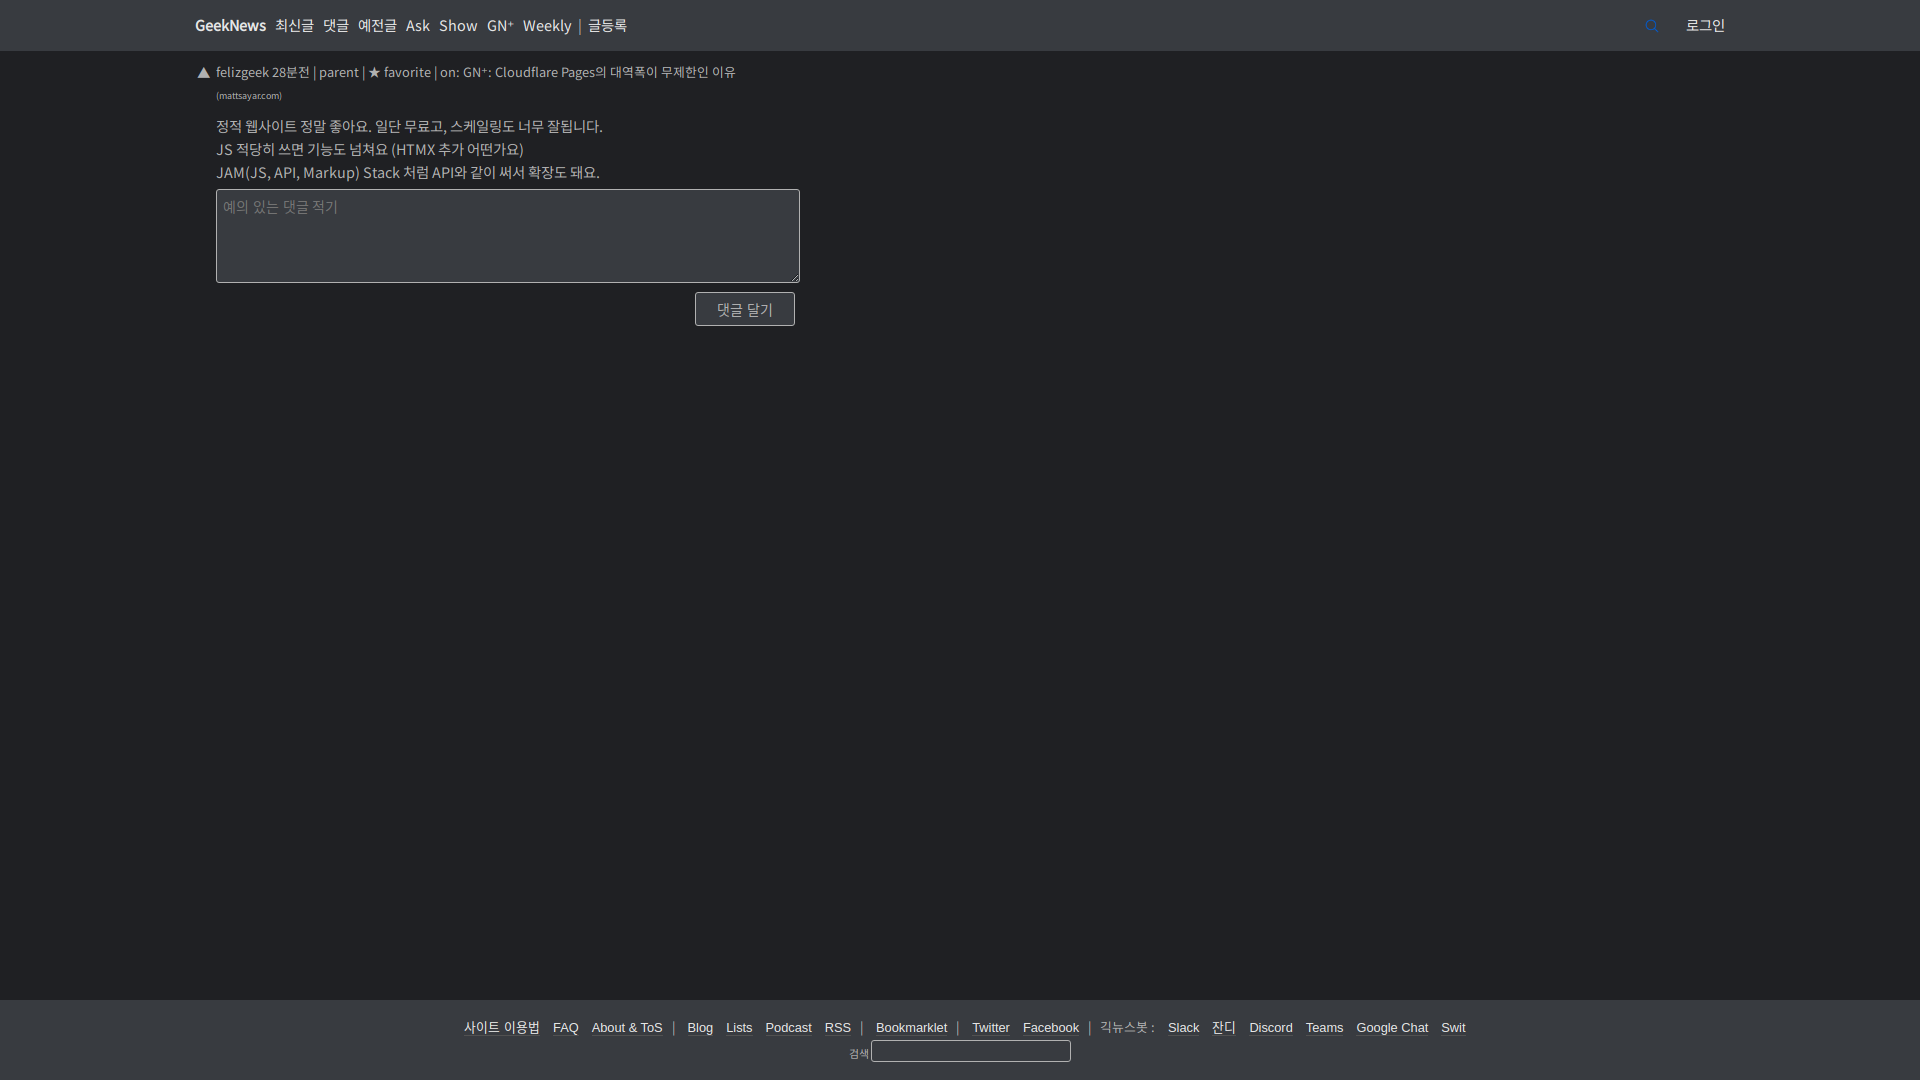 GeekNews 최신글 댓글 예전글 Ask Show GN⁺ Weekly | 글등록 로그인
▲ felizgeek 28분전 | parent | ★ favorite | on: GN⁺: Cloudflare Pages의 대역폭이 무제한인 이유
(mattsayar.com)
정적 웹사이트 정말 좋아요. 일단 무료고, 스케일링도 너무 잘됩니다.
JS 적당히 쓰면 기능도 넘쳐요 (HTMX 추가 어떤가요)
JAM(JS, API, Markup) Stack 처럼 API와 같이 써서 확장도 돼요.
예의 있는 댓글 적기
댓글 달기
사이트 이용법 FAQ About & ToS | Blog Lists Podcast RSS | Bookmarklet | Twitter Facebook | 긱뉴스봇 : Slack 잔디 Discord Teams Google Chat Swit
검색